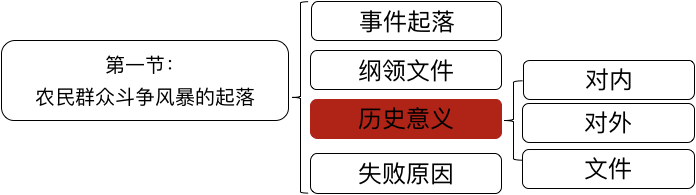 第一节：
农民群众斗争风暴的起落
事件起落
纲领文件
历史意义
失败原因
对内
对外
文件